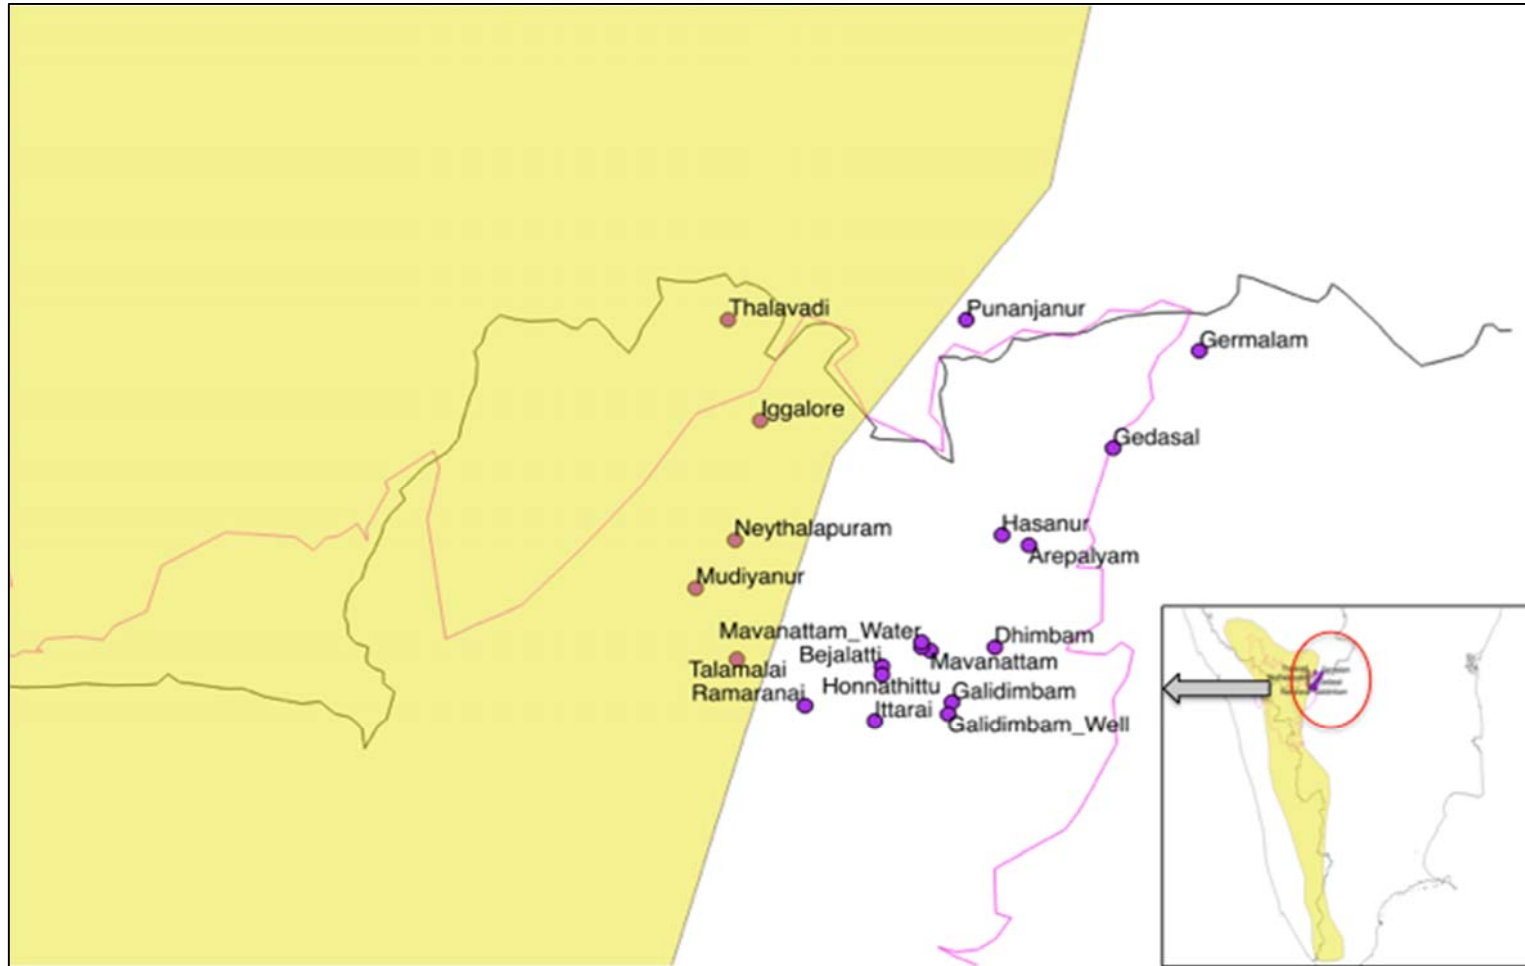 Thalavadi
Punanjanur
Germalam
Iggalore
Gedasal
Hasanur
Neythalapuram
Arepalyam
Mudiyanur
Mavanattam_Water
Dhimbam
Bejalatti
Mavanattam
Talamalai
Honnathittu
Galidimbam
Ramaranai
Ittarai
Galidimbam_Well